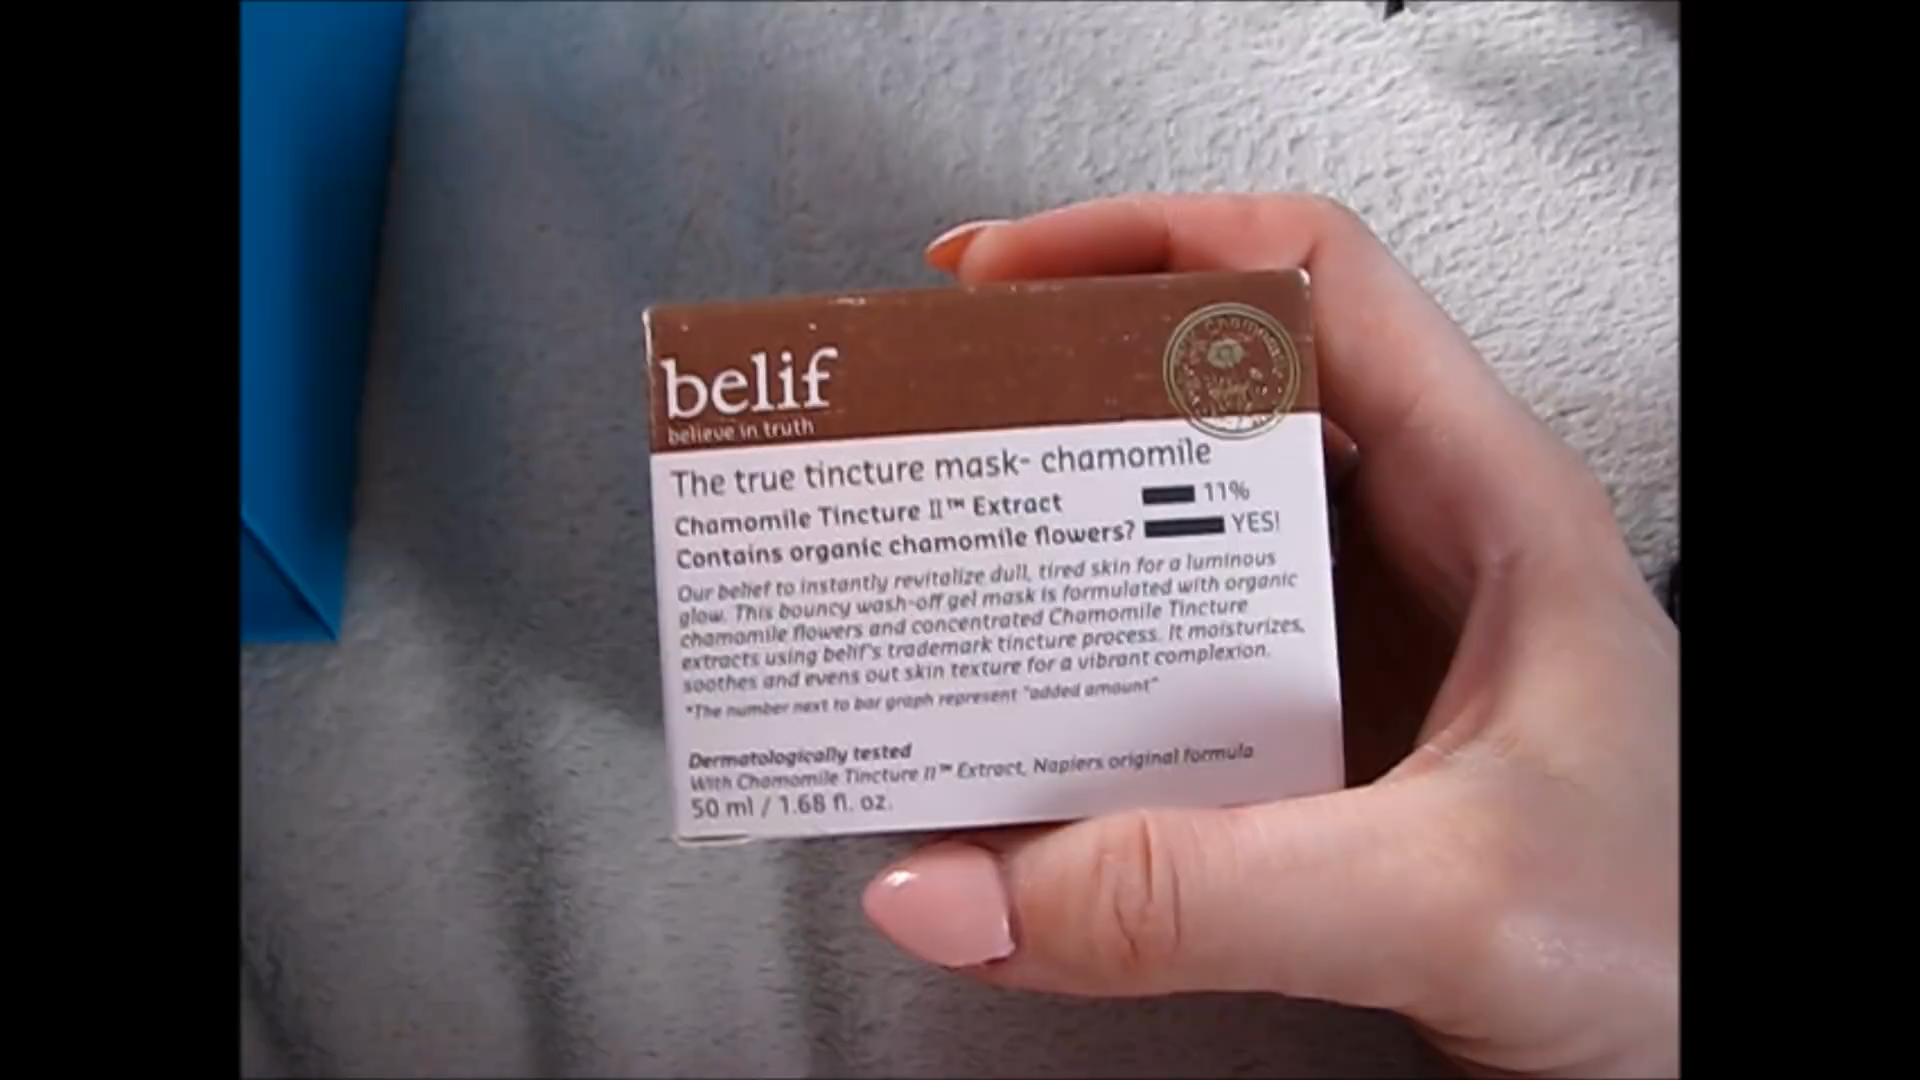 belif
believe in truth
The true tincture mask- chamomile
Chamomile Tincture II™ Extract 11%
Contains organic chamomile flowers? YES!
Our belief to instantly revitalize dull, tired skin for a luminous
glow. This bouncy wash-off gel mask is formulated with organic
chamomile flowers and concentrated Chamomile Tincture
extracts using belif's trademark tincture process. It moisturizes,
soothes and evens out skin texture for a vibrant complexion.
*The number next to bar graph represent "added amount"
Dermatologically tested
With Chamomile Tincture II™ Extract, Napiers original formula
50 ml / 1.68 fl. oz.